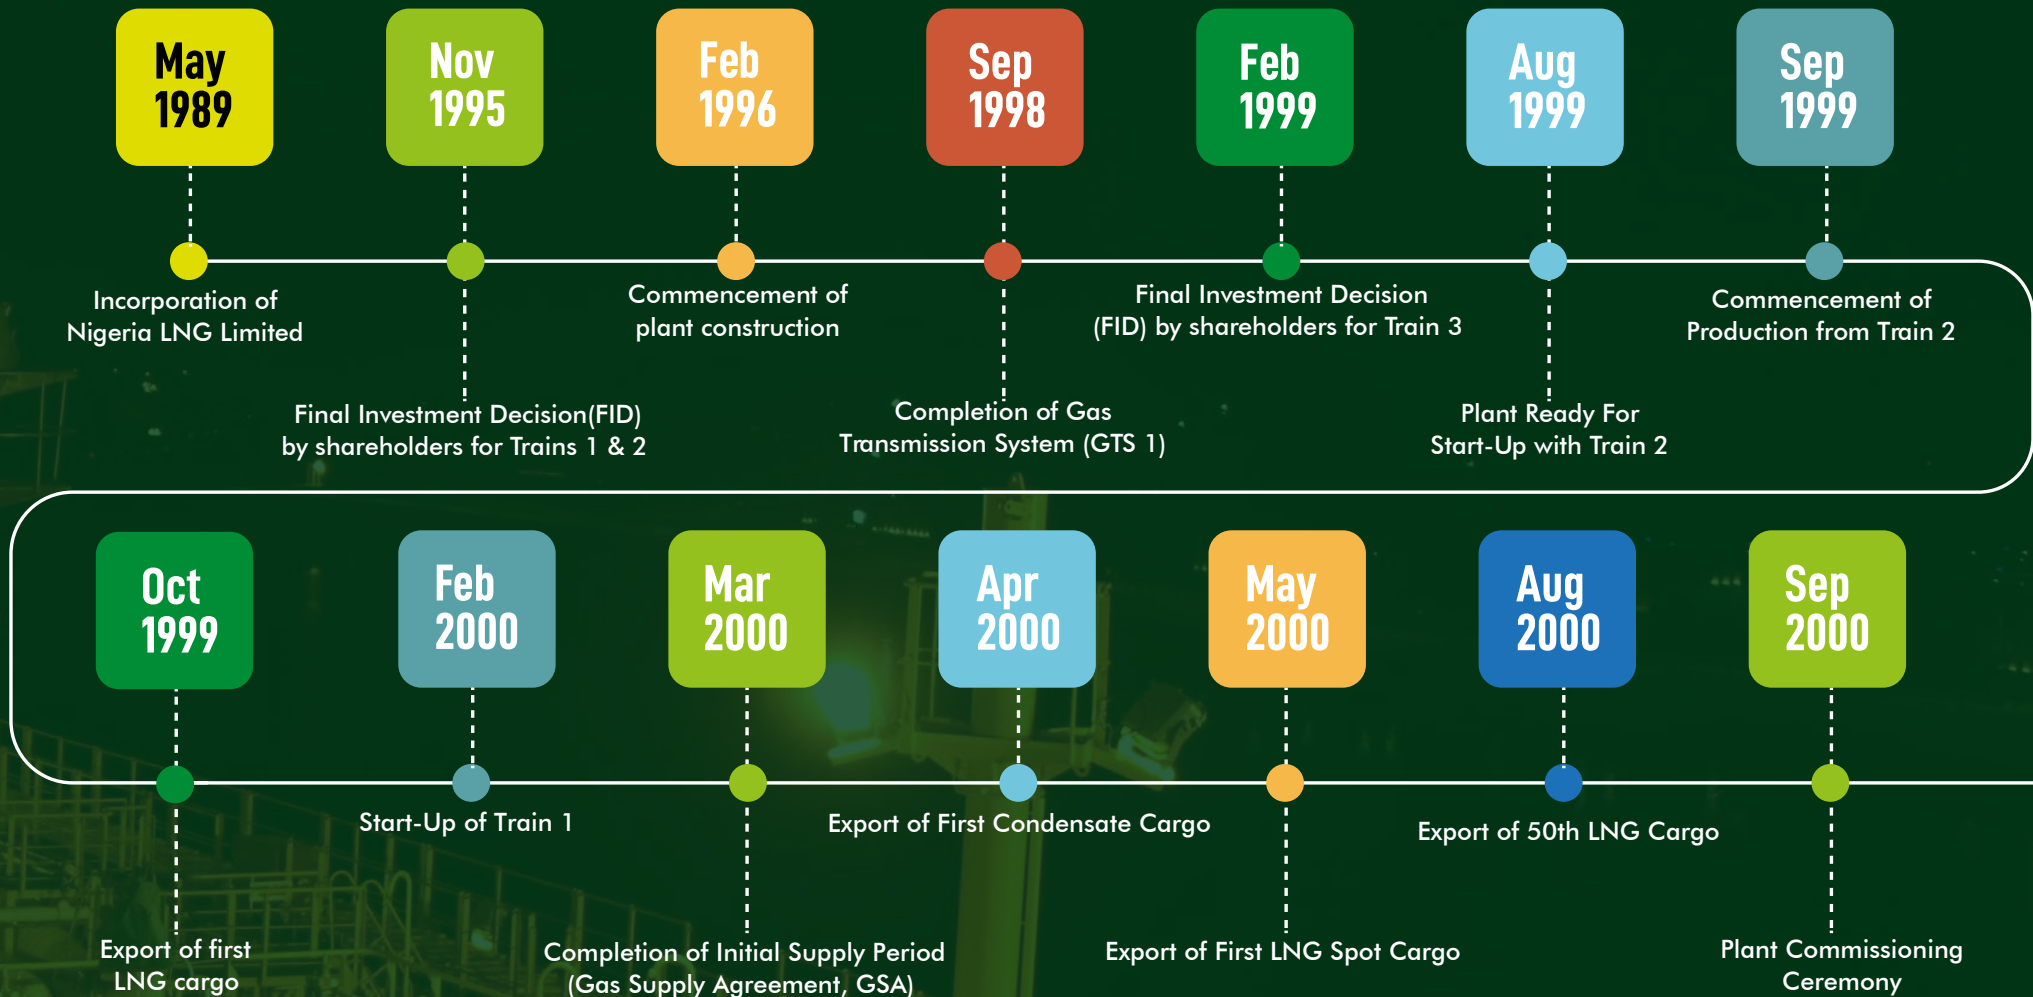 May
1989
Nov
1995
Feb
1996
Sep
1998
Feb
1999
Aug
1999
Sep
1999
Incorporation of
Nigeria LNG Limited
Final Investment Decision(FID)
by shareholders for Trains 1 & 2
Commencement of
plant construction
Completion of Gas
Transmission System (GTS 1)
Final Investment Decision
(FID) by shareholders for Train 3
Plant Ready For
Start-Up with Train 2
Commencement of
Production from Train 2
Oct
1999
Feb
2000
Mar
2000
Apr
2000
May
2000
Aug
2000
Sep
2000
Export of first
LNG cargo
Start-Up of Train 1
Completion of Initial Supply Period
(Gas Supply Agreement, GSA)
Export of First Condensate Cargo
Export of First LNG Spot Cargo
Export of 50th LNG Cargo
Plant Commissioning
Ceremony